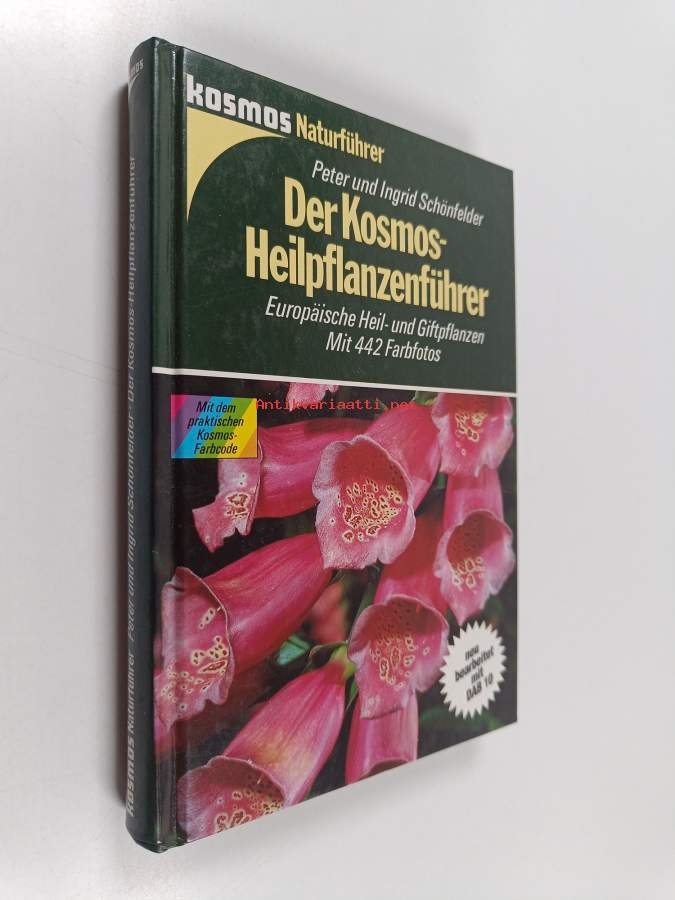 kosmos Naturführer
Peter und Ingrid Schönfelder
Der Kosmos-
Heilpflanzenführer
Europäische Heil- und Giftpflanzen
Mit 442 Farbfotos
Mit dem
praktischen
Kosmos-
Farbcode
Antikvariaatti.net
neu
bearbeitet
mit
DAB 10
kosmos Naturführer Peter und Ingrid Schönfelder · Der Kosmos-Heilpflanzenführer
kosmos